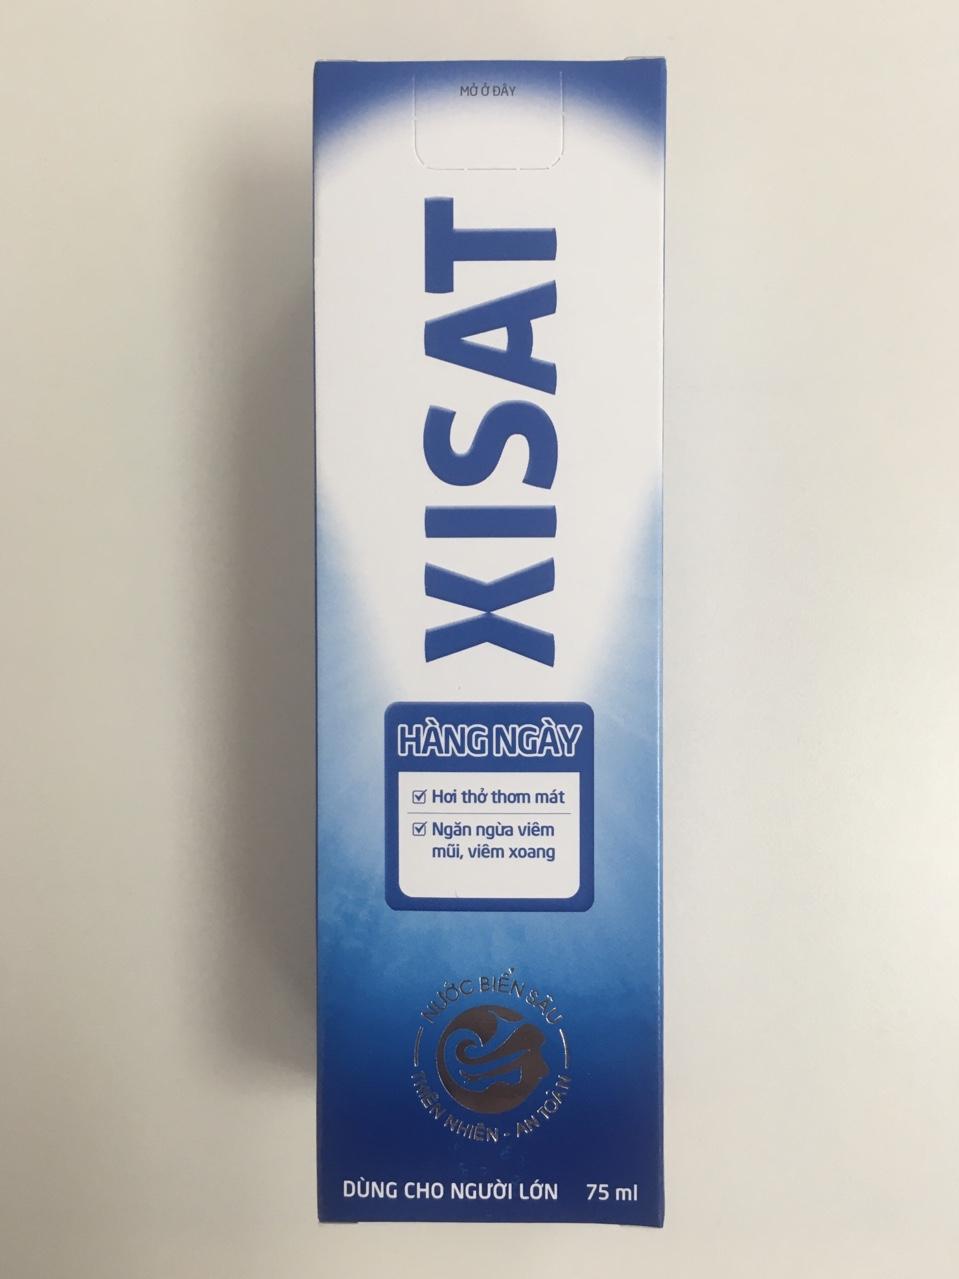 MỞ Ở ĐÂY
XISAT
HÀNG NGÀY
Hơi thở thơm mát
Ngăn ngừa viêm
mũi, viêm xoang
NƯỚC BIỂN SÂU
THIÊN NHIÊN - AN TOÀN
DÙNG CHO NGƯỜI LỚN 75 ml